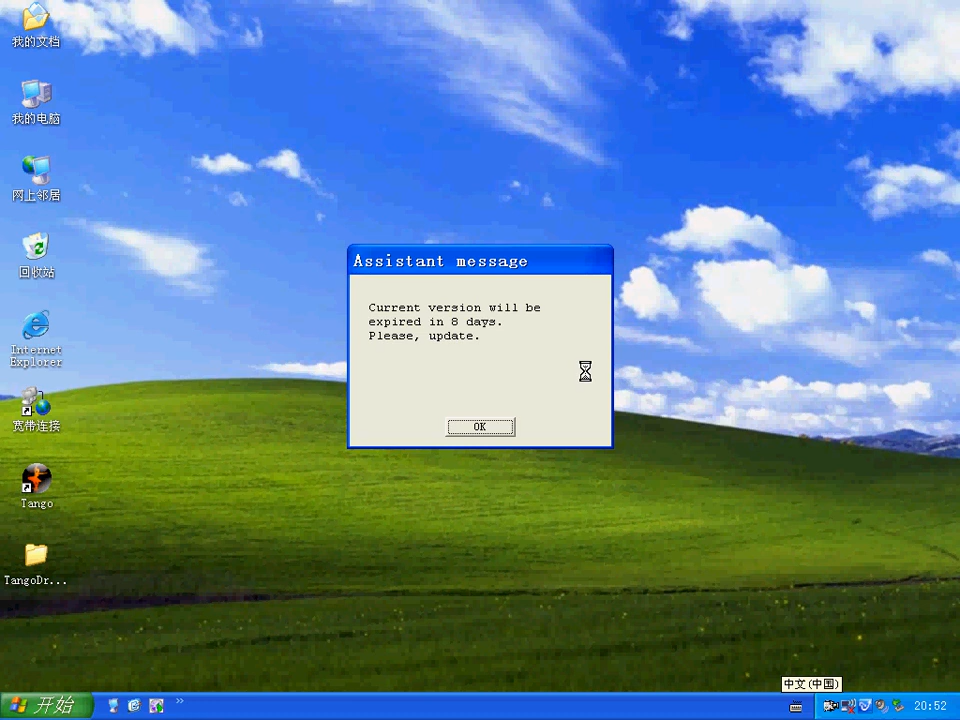 我的文档
我的电脑
网上邻居
回收站
Internet
Explorer
宽带连接
Tango
TangoDr...
Assistant message
Current version will be
expired in 8 days.
Please, update.
OK
中文(中国)
开始
20:52